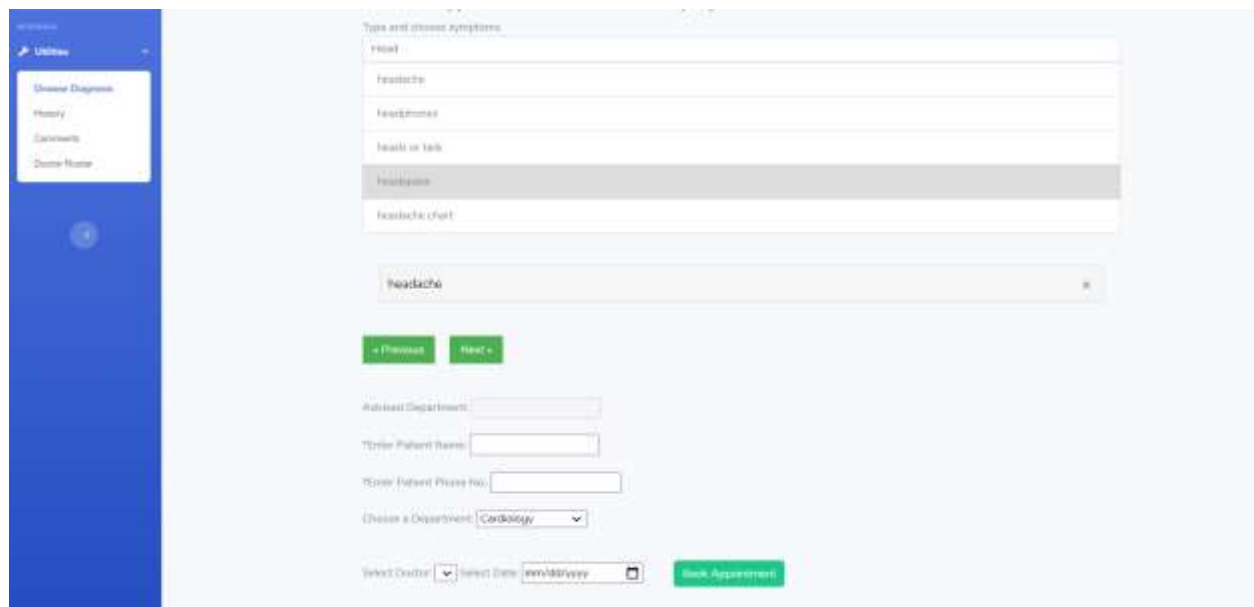 INTERFACE
Utilities
Disease Diagnosis
History
Comments
Doctor Roster
Type and choose symptoms
Head
headache
headphones
heads or tails
headspace
headache chart
headache x
« Previous Next »
Advised Department:
*Enter Patient Name:
*Enter Patient Phone No.:
Choose a Department: Cardiology
Select Doctor: Select Date: mm/dd/yyyy Book Appointment